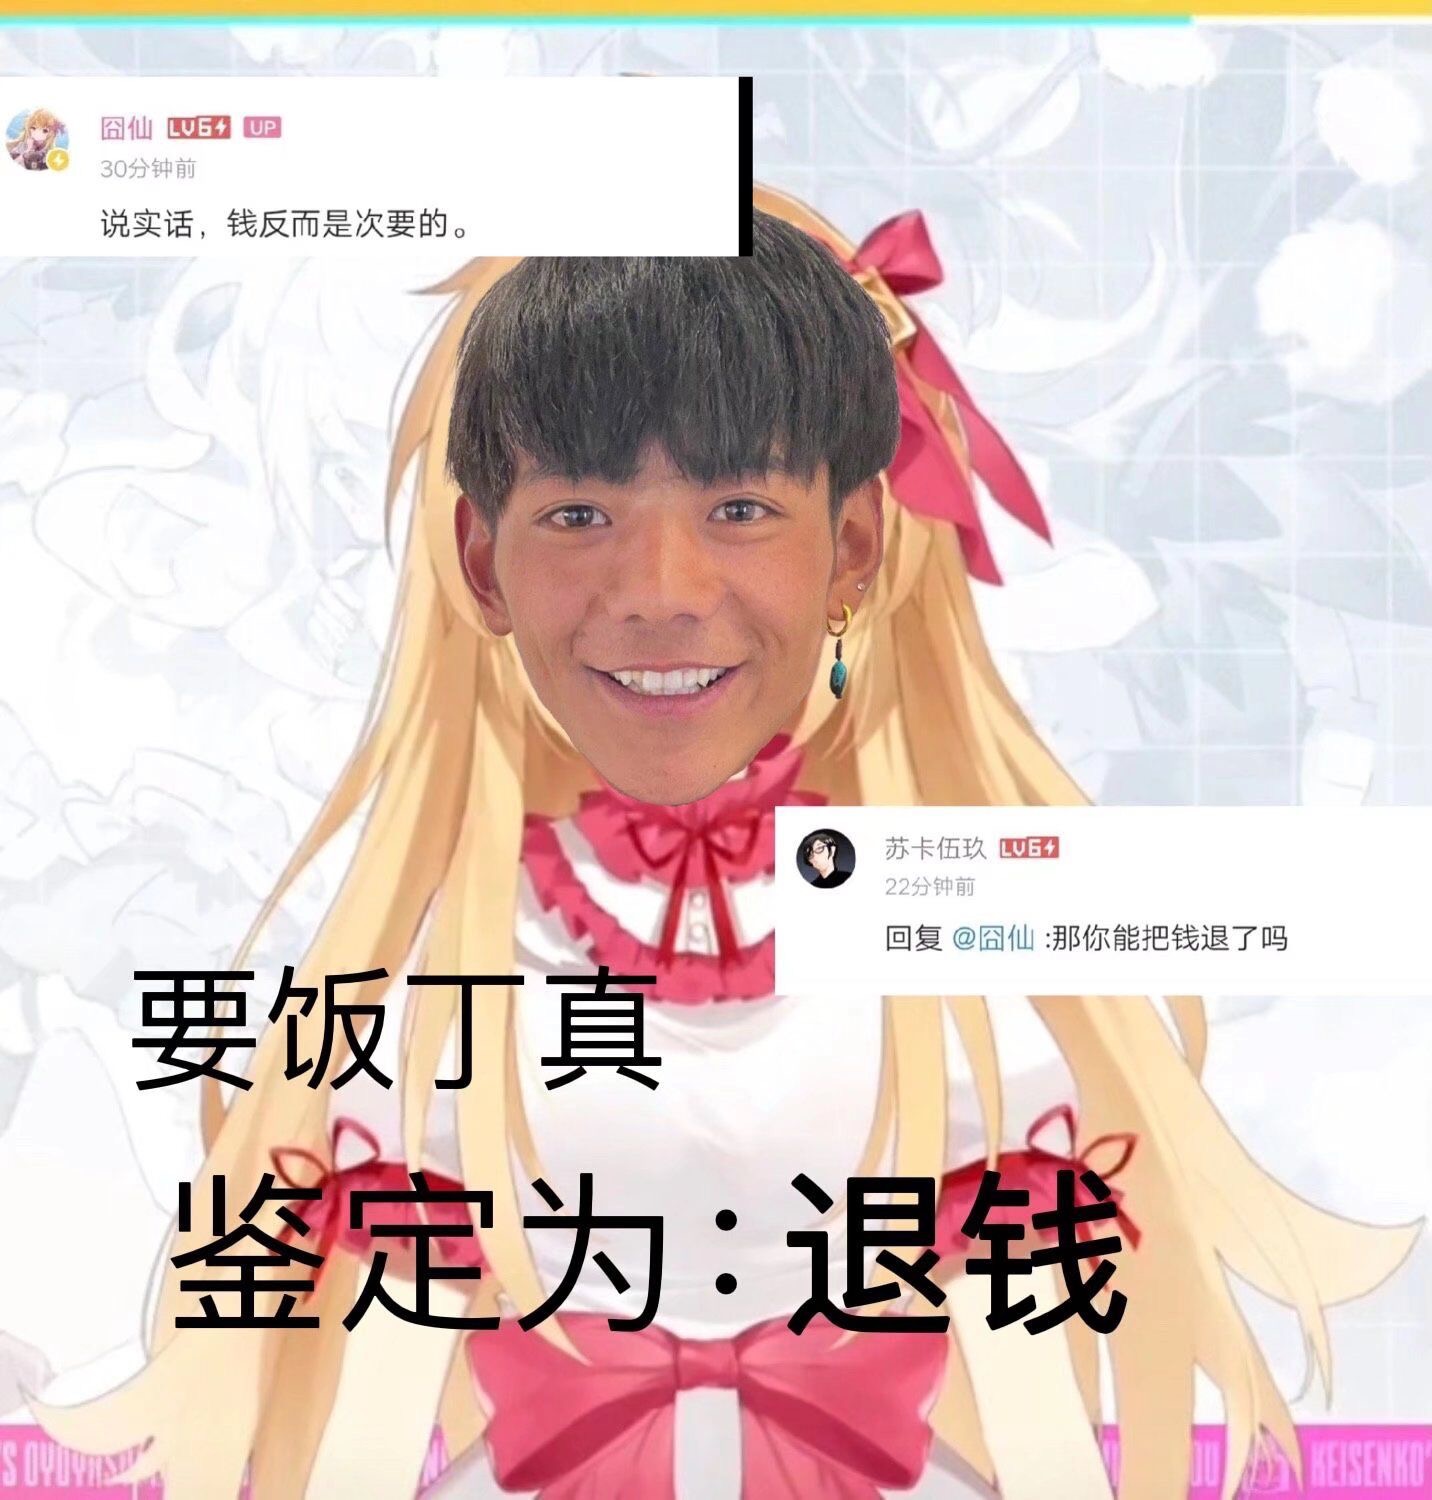 囧仙 LV6 UP
30分钟前
说实话，钱反而是次要的。
苏卡伍玖 LV6
22分钟前
回复 @囧仙 :那你能把钱退了吗
要饭丁真
鉴定为:退钱
KEISENKO'